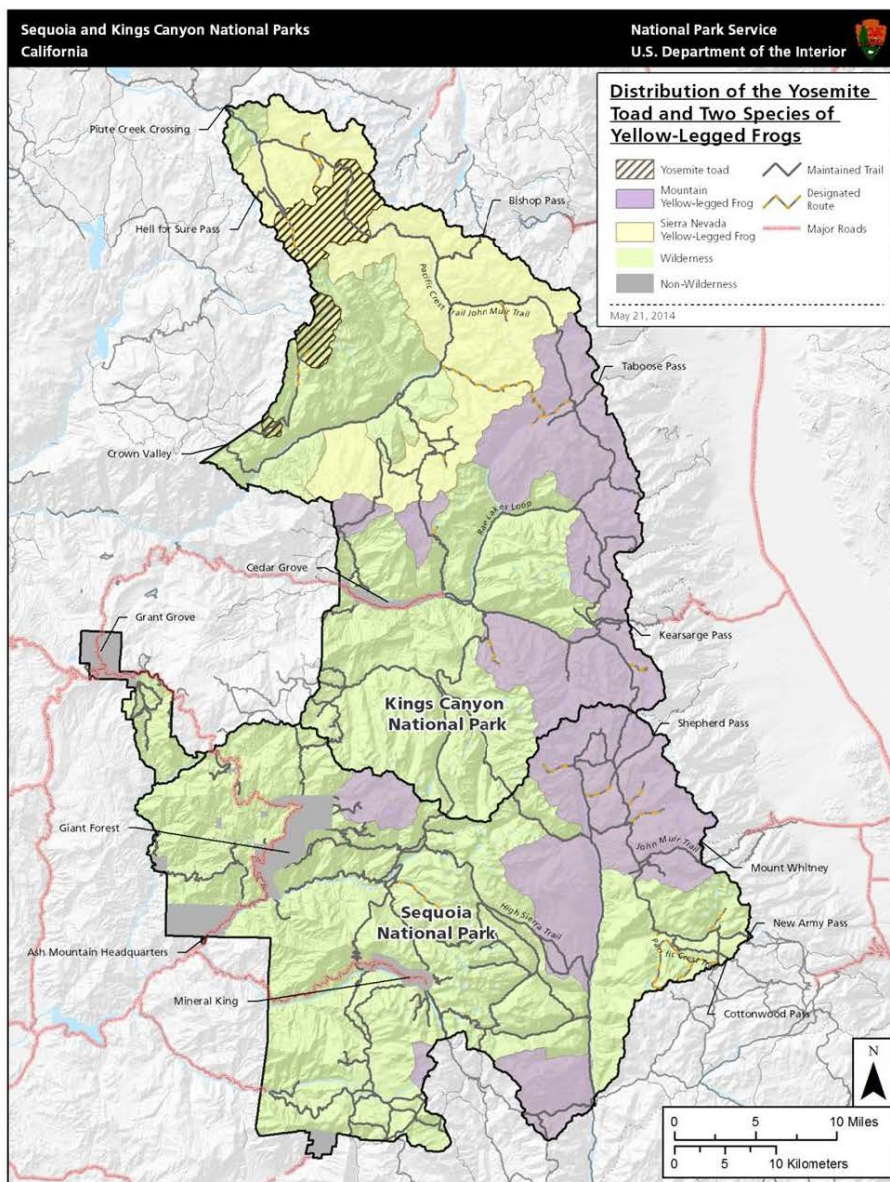 Sequoia and Kings Canyon National Parks
California
National Park Service
U.S. Department of the Interior
Distribution of the Yosemite
Toad and Two Species of
Yellow-Legged Frogs
Yosemite toad
Mountain
Yellow-legged Frog
Sierra Nevada
Yellow-Legged Frog
Wilderness
Non-Wilderness
Maintained Trail
Designated
Route
Major Roads
May 21, 2014
Piute Creek Crossing
Hell for Sure Pass
Bishop Pass
Pacific Crest Trail John Muir Trail
Taboose Pass
Crown Valley
Rae Lakes Loop
Cedar Grove
Grant Grove
Kearsarge Pass
Kings Canyon
National Park
Shepherd Pass
Giant Forest
John Muir Trail
Mount Whitney
Sequoia
National Park
High Sierra Trail
New Army Pass
Ash Mountain Headquarters
Pacific Crest
Mineral King
Cottonwood Pass
N
0 5 10 Miles
0 5 10 Kilometers